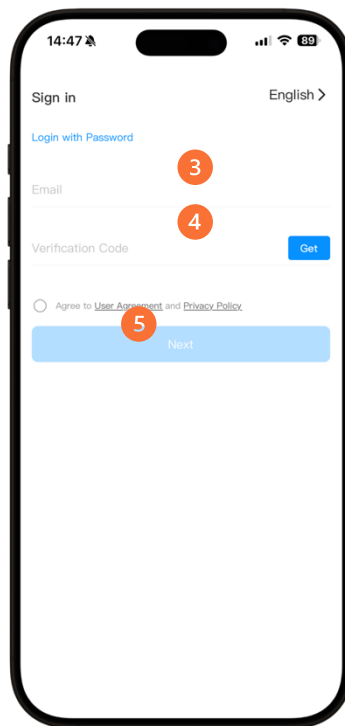 14:47
89
Sign in
English
Login with Password
3
Email
4
Verification Code
Get
Agree to User Agreement and Privacy Policy
5
Next